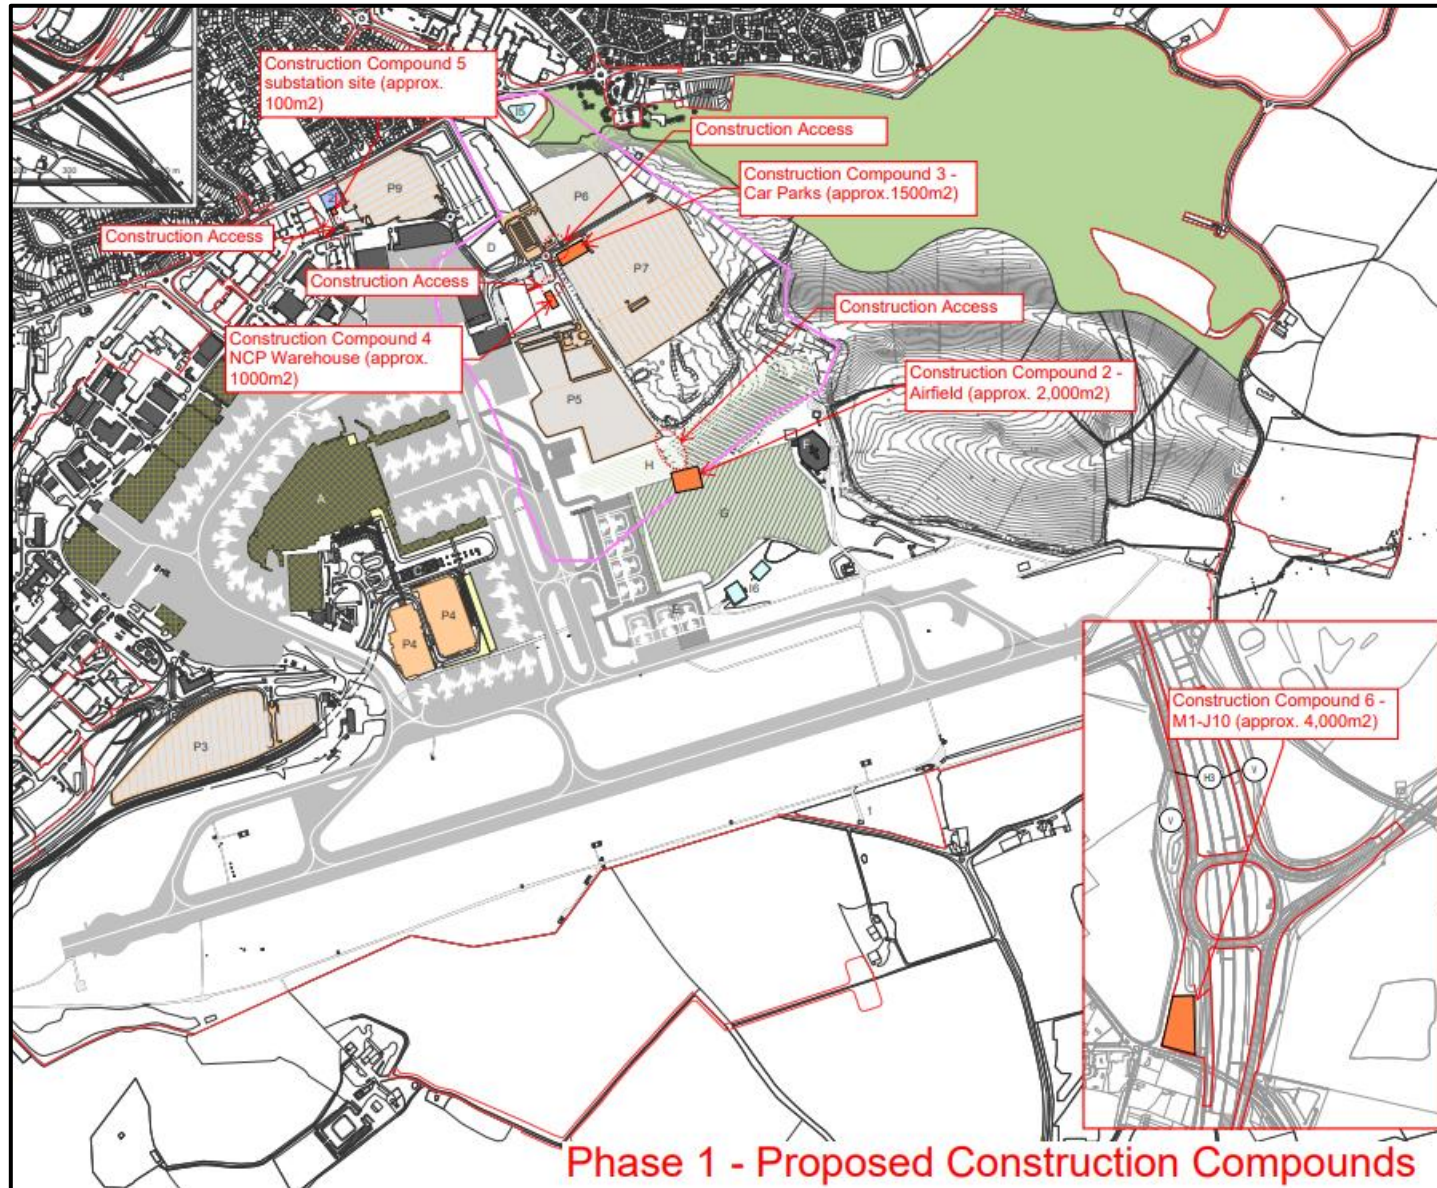 Construction Compound 5
substation site (approx.
100m2)
I5
Construction Access
Construction Compound 3 -
Car Parks (approx.1500m2)
P9
P6
Construction Access
D
P7
Construction Access
Construction Access
Construction Compound 4
NCP Warehouse (approx.
1000m2)
Construction Compound 2 -
Airfield (approx. 2,000m2)
P5
H
A
G
I6
P4
P4
P3
Construction Compound 6 -
M1-J10 (approx. 4,000m2)
H3
V
V
Phase 1 - Proposed Construction Compounds